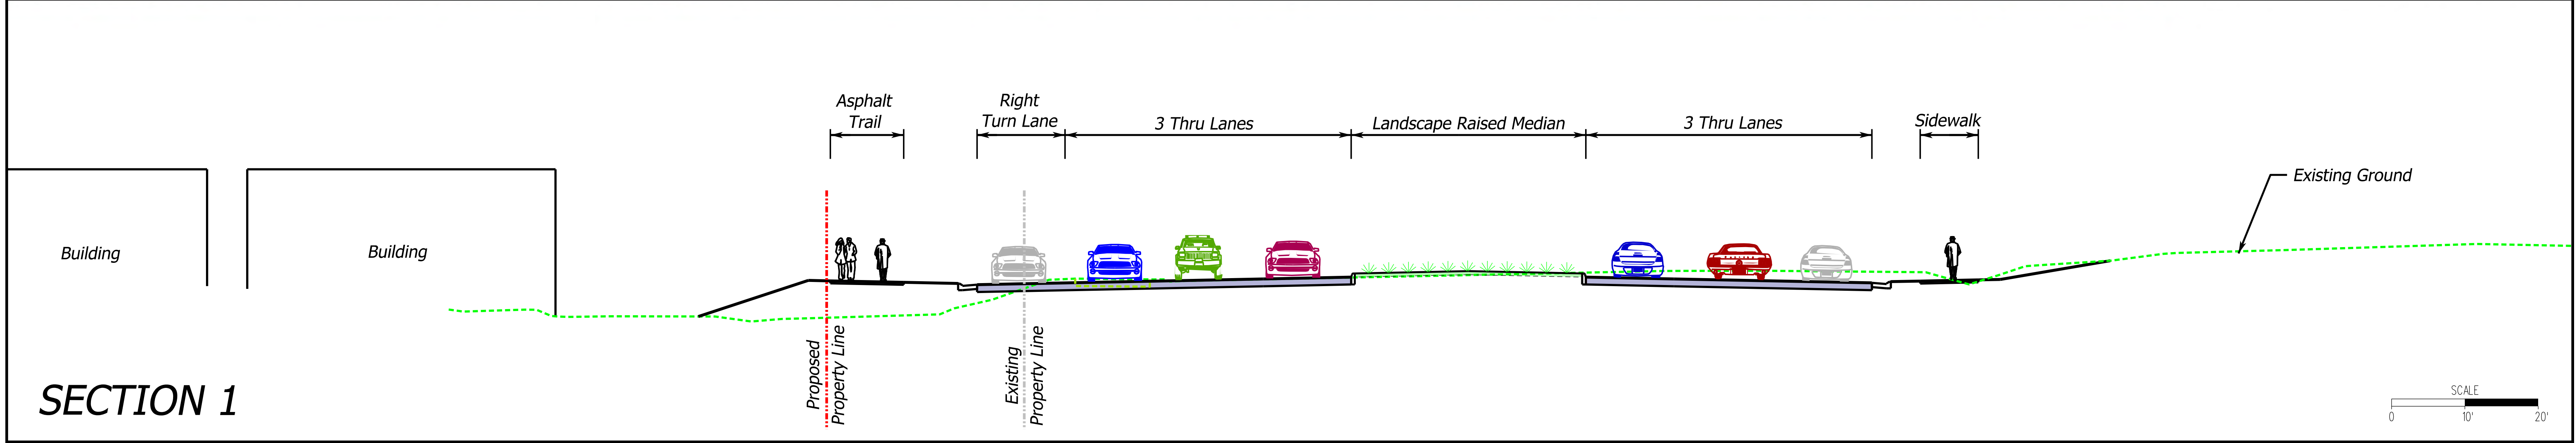 Asphalt
Trail
Right
Turn Lane
3 Thru Lanes
Landscape Raised Median
3 Thru Lanes
Sidewalk
Existing Ground
Building
Building
Proposed
Property Line
Existing
Property Line
SECTION 1
SCALE
0 10' 20'